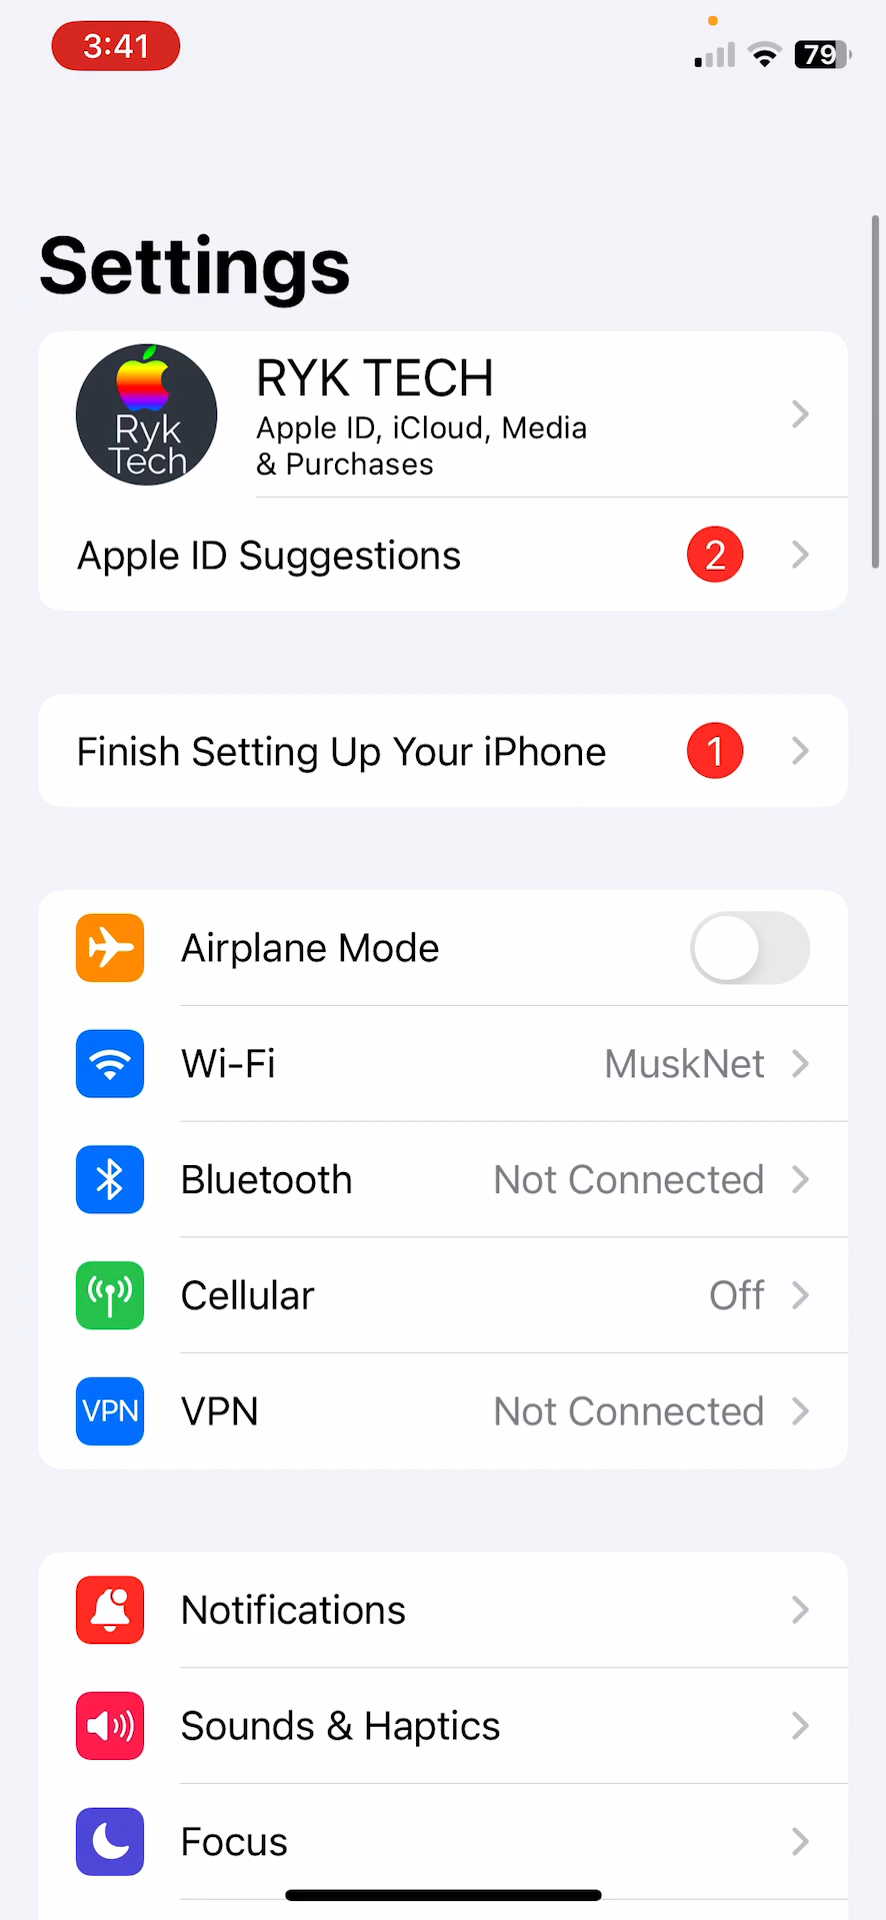 3:41
79
Settings
Ryk
Tech
RYK TECH
Apple ID, iCloud, Media
& Purchases
Apple ID Suggestions 2
Finish Setting Up Your iPhone 1
Airplane Mode
Wi-Fi MuskNet
Bluetooth Not Connected
Cellular Off
VPN VPN Not Connected
Notifications
Sounds & Haptics
Focus